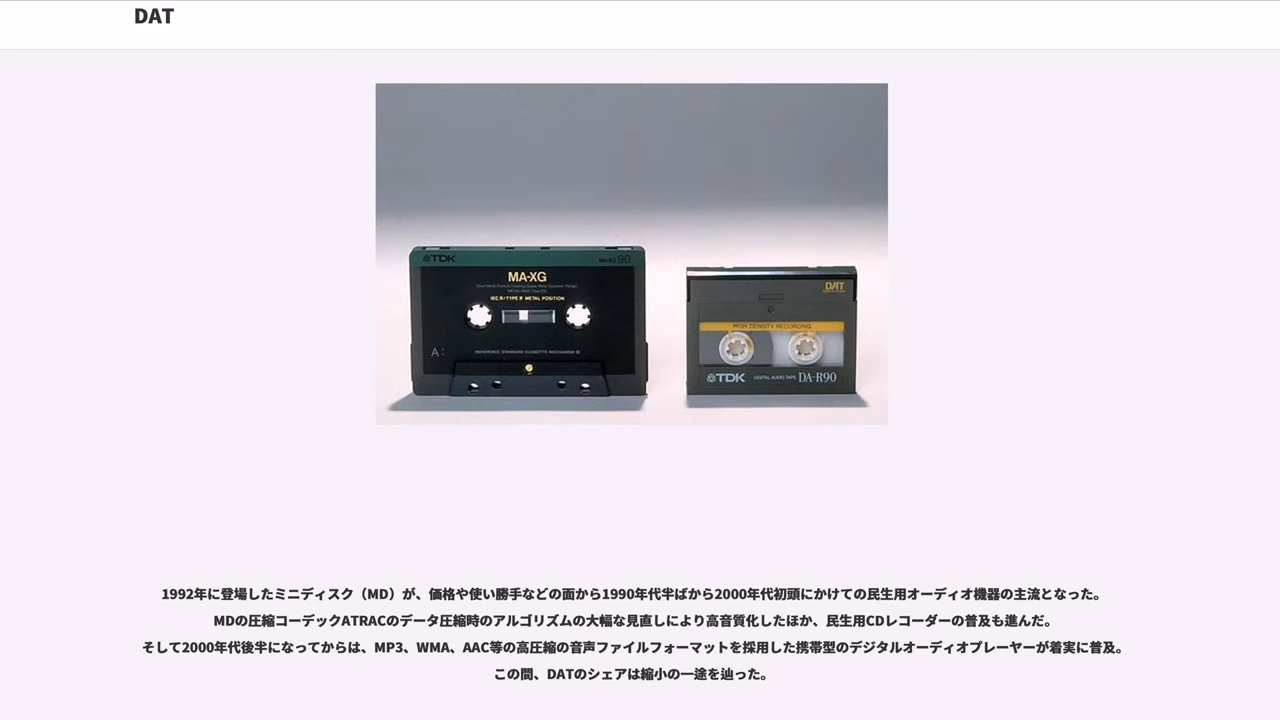 DAT
TDK
MA-XG 90
MA-XG
IEC IV/TYPE IV METAL POSITION
A:
REFERENCE STANDARD CASSETTE MECHANISM
DAT
HIGH DENSITY RECORDING
TDK DIGITAL AUDIO TAPE DA-R90
1992年に登場したミニディスク（MD）が、価格や使い勝手などの面から1990年代半ばから2000年代初頭にかけての民生用オーディオ機器の主流となった。
MDの圧縮コーデックATRACのデータ圧縮時のアルゴリズムの大幅な見直しにより高音質化したほか、民生用CDレコーダーの普及も進んだ。
そして2000年代後半になってからは、MP3、WMA、AAC等の高圧縮の音声ファイルフォーマットを採用した携帯型のデジタルオーディオプレーヤーが着実に普及。
この間、DATのシェアは縮小の一途を辿った。